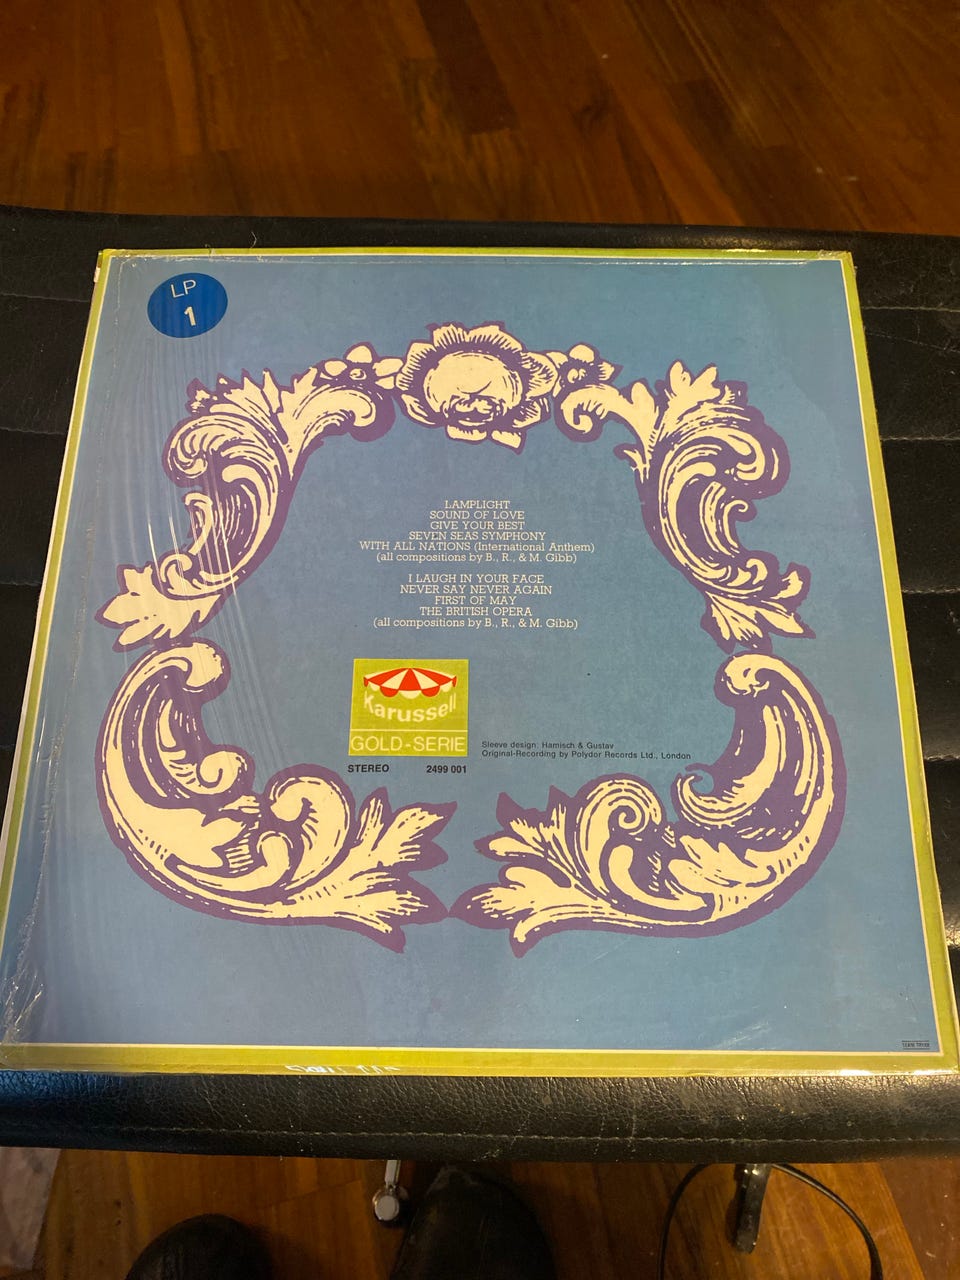 LP
1
LAMPLIGHT
SOUND OF LOVE
GIVE YOUR BEST
SEVEN SEAS SYMPHONY
WITH ALL NATIONS (International Anthem)
(all compositions by B., R., & M. Gibb)
I LAUGH IN YOUR FACE
NEVER SAY NEVER AGAIN
FIRST OF MAY
THE BRITISH OPERA
(all compositions by B., R., & M. Gibb)
Karussell
GOLD-SERIE
STEREO 2499 001
Sleeve design: Hamisch & Gustav
Original-Recording by Polydor Records Ltd., London